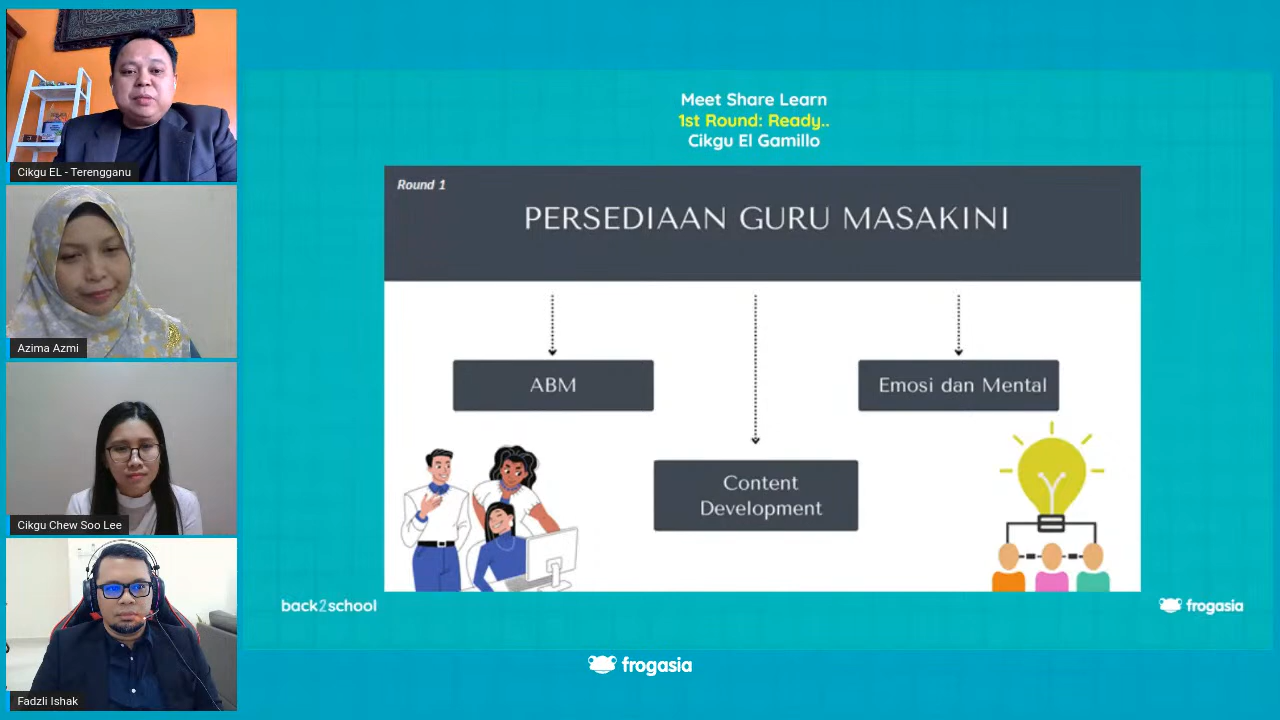 Cikgu EL - Terengganu
Azima Azmi
Cikgu Chew Soo Lee
Fadzli Ishak
Meet Share Learn
1st Round: Ready..
Cikgu El Gamillo
Round 1
PERSEDIAAN GURU MASAKINI
ABM
Emosi dan Mental
Content
Development
back2school
frogasia
frogasia